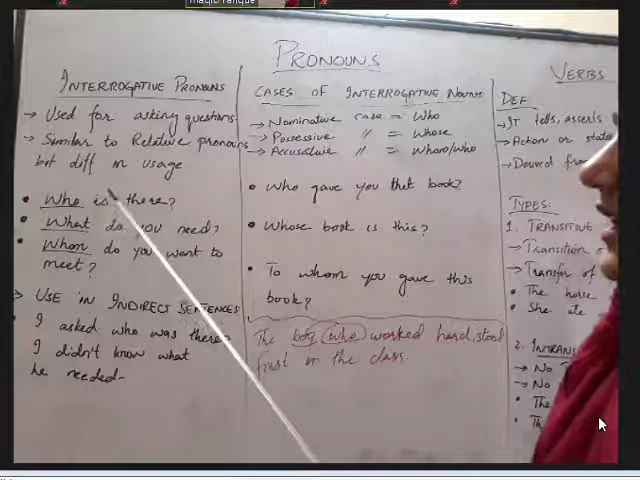 magic Tafique
PRONOUNS
INTERROGATIVE PRONOUNS
→ Used for asking questions
→ Similar to Relative pronouns
but diff in usage
• Who is there?
• What do you need?
• Whom do you want to
meet?
→ USE IN INDIRECT SENTENCES
I asked who was there
I didn't know what
he needed.
CASES OF INTERROGATIVE NOUNS:
→ Nominative case = Who
→ Possessive " = Whose
→ Accusative " = Whom/who
• Who gave you that book?
• Whose book is this?
• To whom you gave this
book?
The boy (who) worked hard, stood
first in the class.
VERBS
DEF
→ IT tells, asserts
→ Action or state
→ Derived from
TYPES:
1. TRANSITIVE
→ Transition
→ Transfer of
• The horse
• She ate
2. INTRANS
→ No
→ No
• The
• Th